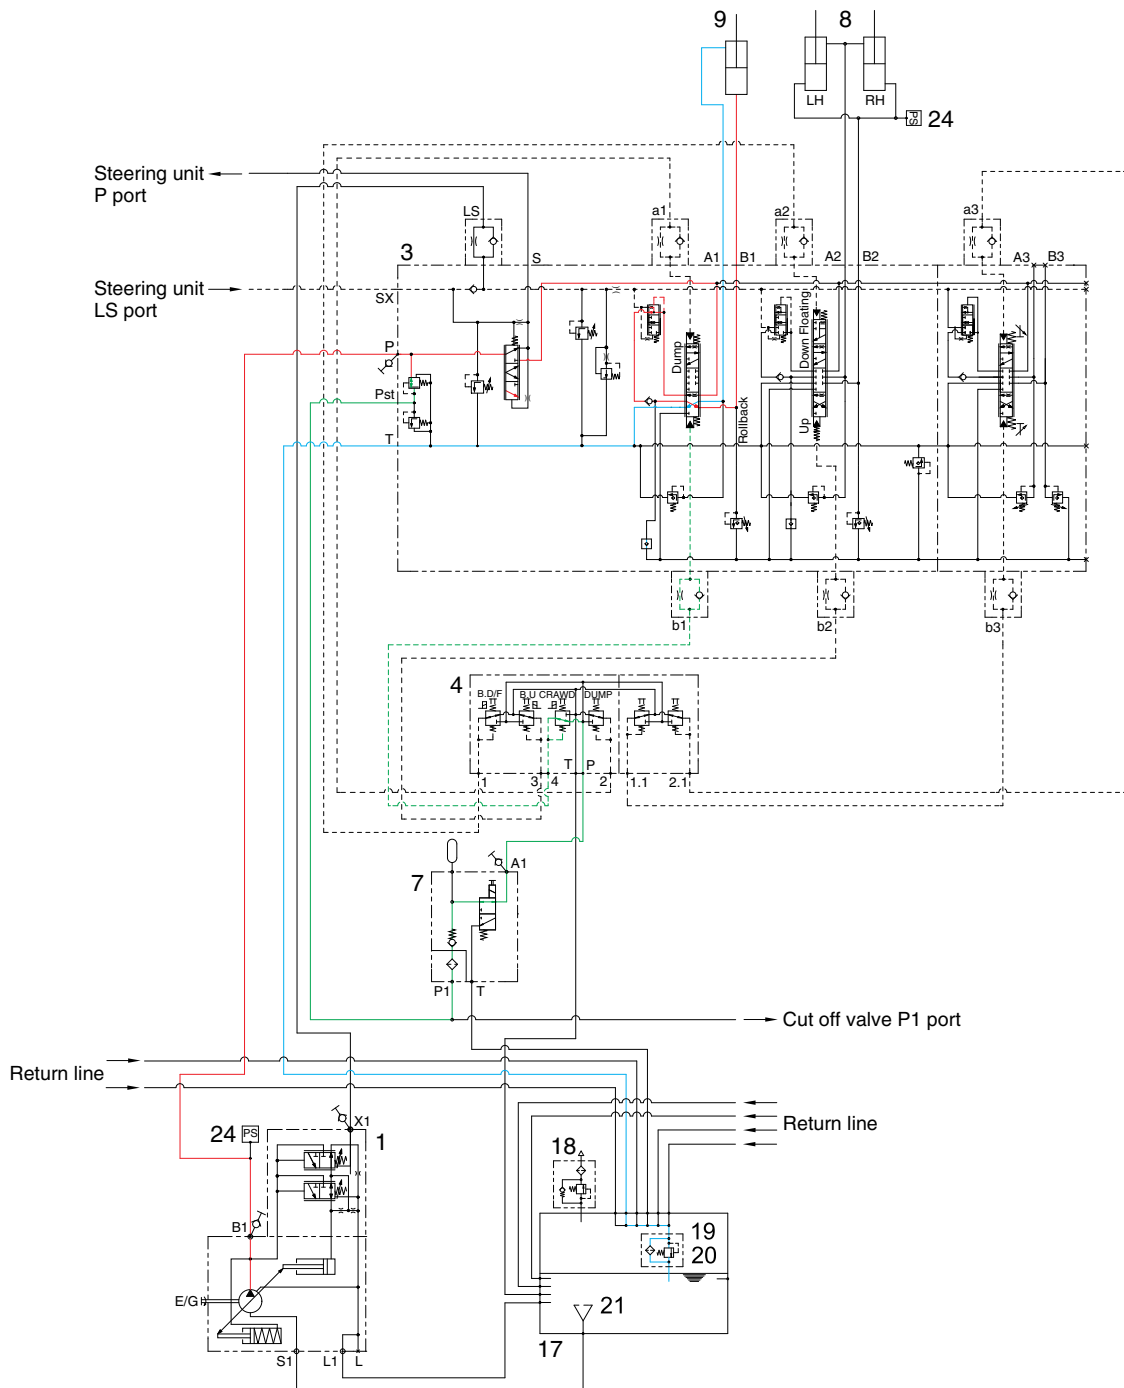 9
8
LH
RH
PS
24
Steering unit
P port
LS
a1
a2
a3
3
S
A1
B1
A2
B2
A3
B3
Steering unit
LS port
SX
P
Pst
T
Dump
Rollback
Down Floating
Up
b1
b2
b3
4
B.D/F
B.U
CRAWD
DUMP
T
P
1
3
4
2
1.1
2.1
7
A1
P1
T
Cut off valve P1 port
Return line
Return line
24
PS
X1
1
18
B1
19
20
E/G
21
17
S1
L1
L